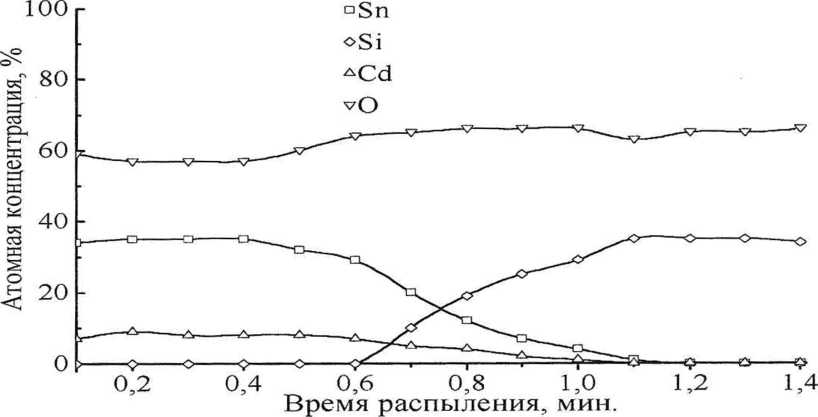 100
80
60
40
20
0
Атомная концентрация, %
Sn
Si
Cd
O
0,2 0,4 0,6 0,8 1,0 1,2 1,4
Время распыления, мин.